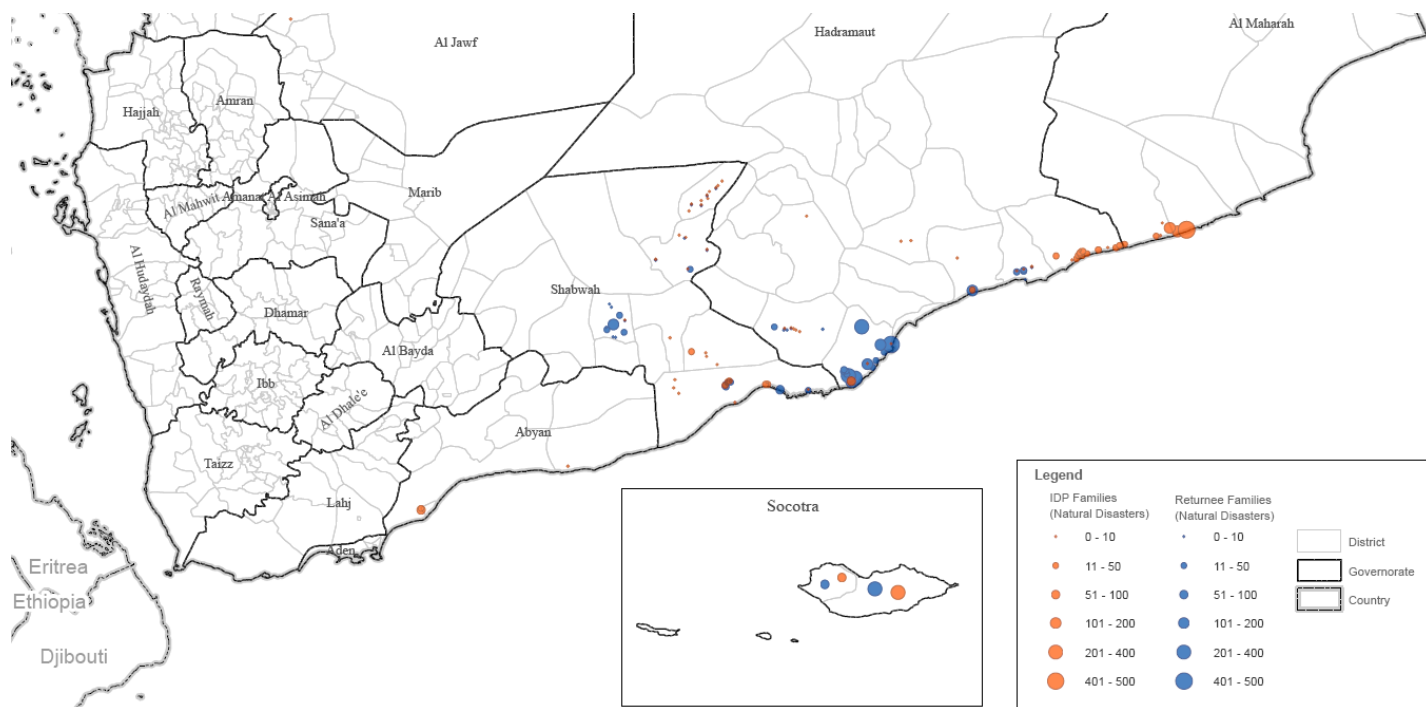 Al Jawf
Hadramaut
Al Maharah
Hajjah
Amran
Marib
Al Mahwit
Amanat Al Asimah
Sana'a
Al Hudaydah
Raymah
Dhamar
Shabwah
Al Bayda
Ibb
Al Dhale'e
Abyan
Taizz
Lahj
Aden
Eritrea
Ethiopia
Djibouti
Socotra
Legend
IDP Families
(Natural Disasters)
Returnee Families
(Natural Disasters)
0 - 10
0 - 10
District
11 - 50
11 - 50
Governorate
51 - 100
51 - 100
Country
101 - 200
101 - 200
201 - 400
201 - 400
401 - 500
401 - 500